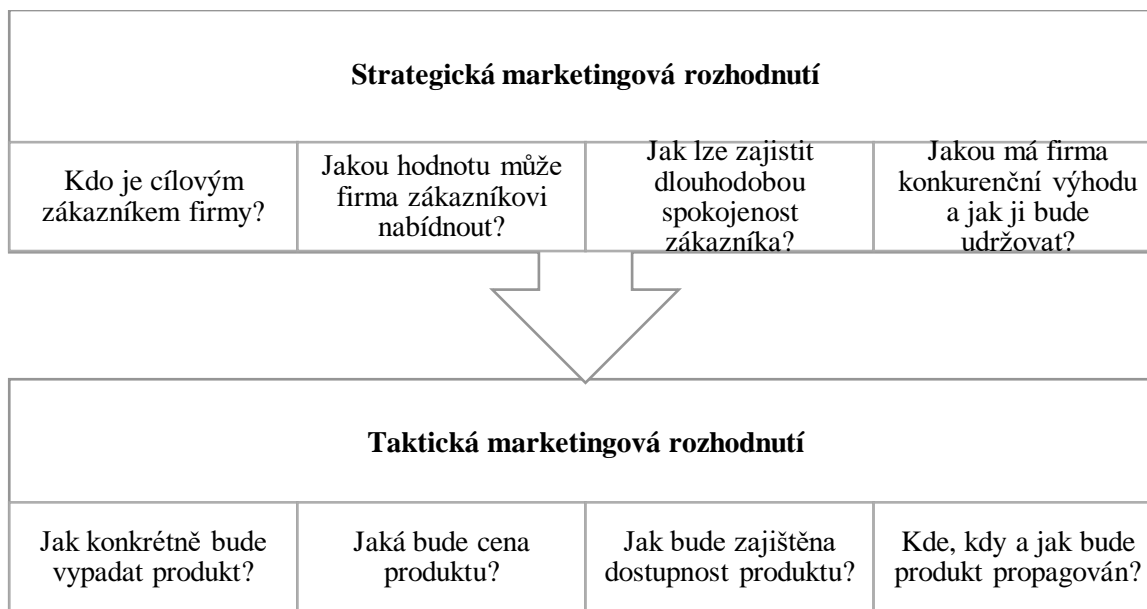 Strategická marketingová rozhodnutí
Kdo je cílovým
zákazníkem firmy?
Jakou hodnotu může
firma zákazníkovi
nabídnout?
Jak lze zajistit
dlouhodobou
spokojenost
zákazníka?
Jakou má firma
konkurenční výhodu
a jak ji bude
udržovat?
Taktická marketingová rozhodnutí
Jak konkrétně bude
vypadat produkt?
Jaká bude cena
produktu?
Jak bude zajištěna
dostupnost produktu?
Kde, kdy a jak bude
produkt propagován?